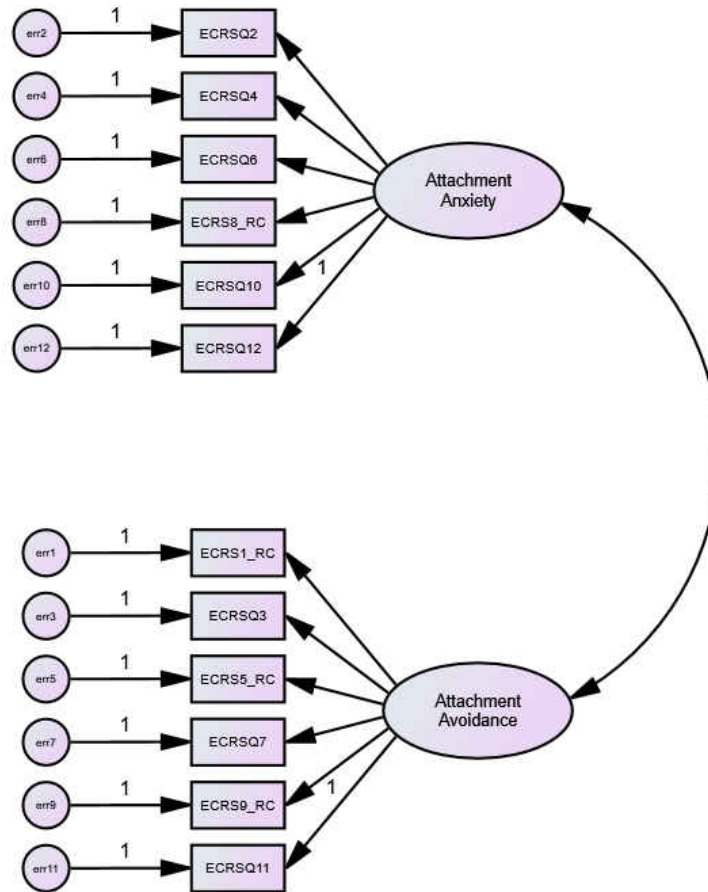 err2 1 ECRSQ2
err4 1 ECRSQ4
err6 1 ECRSQ6
err8 1 ECRS8_RC
err10 1 ECRSQ10
err12 1 ECRSQ12
1
Attachment
Anxiety
err1 1 ECRS1_RC
err3 1 ECRSQ3
err5 1 ECRS5_RC
err7 1 ECRSQ7
err9 1 ECRS9_RC
err11 1 ECRSQ11
1
Attachment
Avoidance